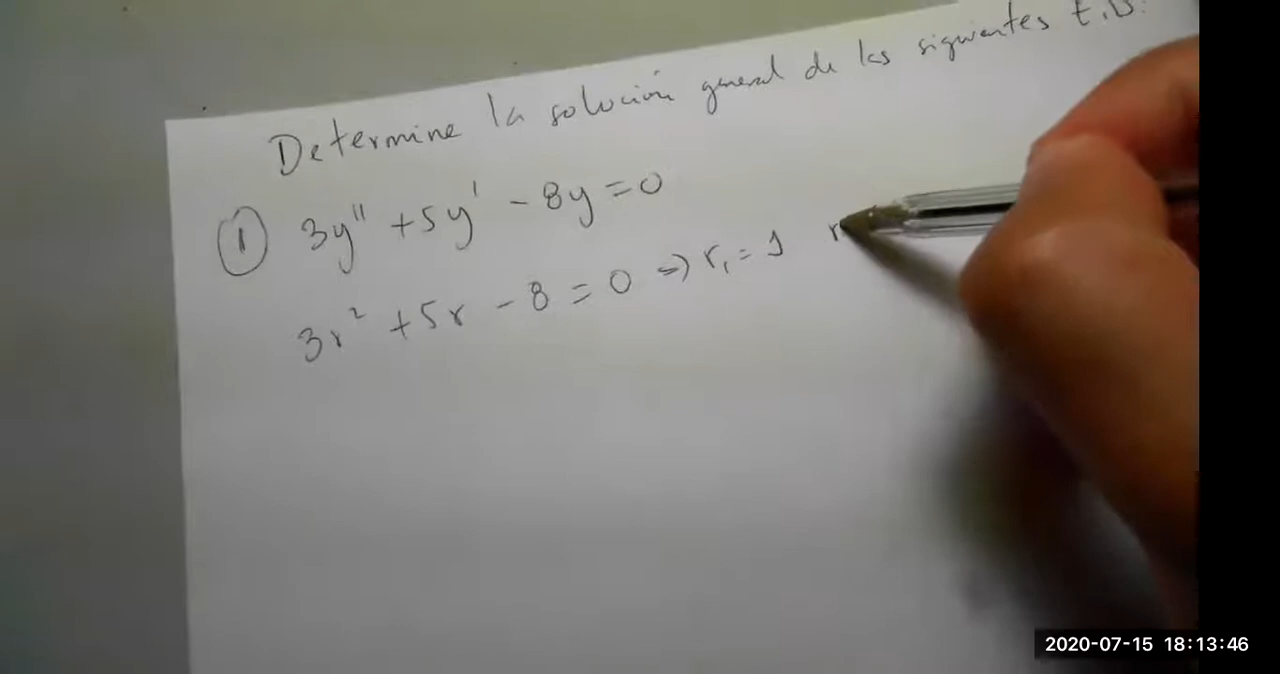 Determine la solución general de las siguientes E.D.
① 3y'' + 5y' - 8y = 0
3r² + 5r - 8 = 0 => r₁ = 1 r
2020-07-15 18:13:46